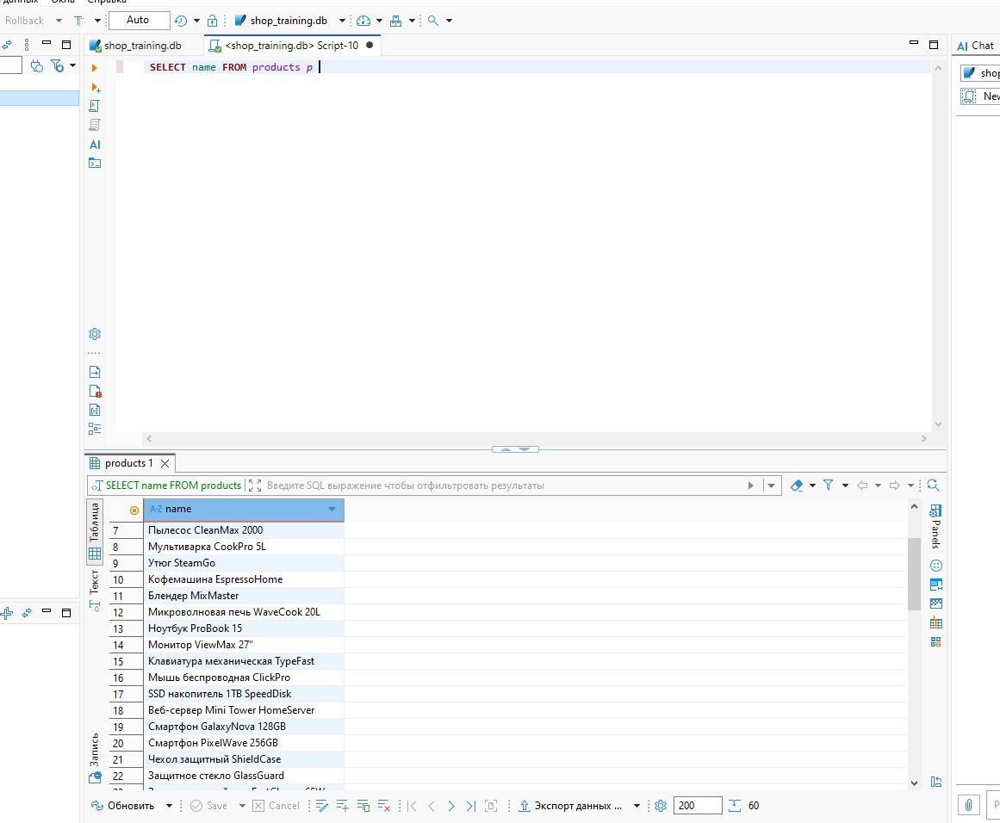 данных Окна Справка
Rollback Auto shop_training.db
shop_training.db <shop_training.db> Script-10
AI Chat
SELECT name FROM products p
shop
New
AI
products 1
SELECT name FROM products Введите SQL выражение чтобы отфильтровать результаты
Таблица
Текст
Запись
Panels
A-Z name
7 Пылесос CleanMax 2000
8 Мультиварка CookPro 5L
9 Утюг SteamGo
10 Кофемашина EspressoHome
11 Блендер MixMaster
12 Микроволновая печь WaveCook 20L
13 Ноутбук ProBook 15
14 Монитор ViewMax 27"
15 Клавиатура механическая TypeFast
16 Мышь беспроводная ClickPro
17 SSD накопитель 1TB SpeedDisk
18 Веб-сервер Mini Tower HomeServer
19 Смартфон GalaxyNova 128GB
20 Смартфон PixelWave 256GB
21 Чехол защитный ShieldCase
22 Защитное стекло GlassGuard
Обновить Save Cancel Экспорт данных ... 200 60